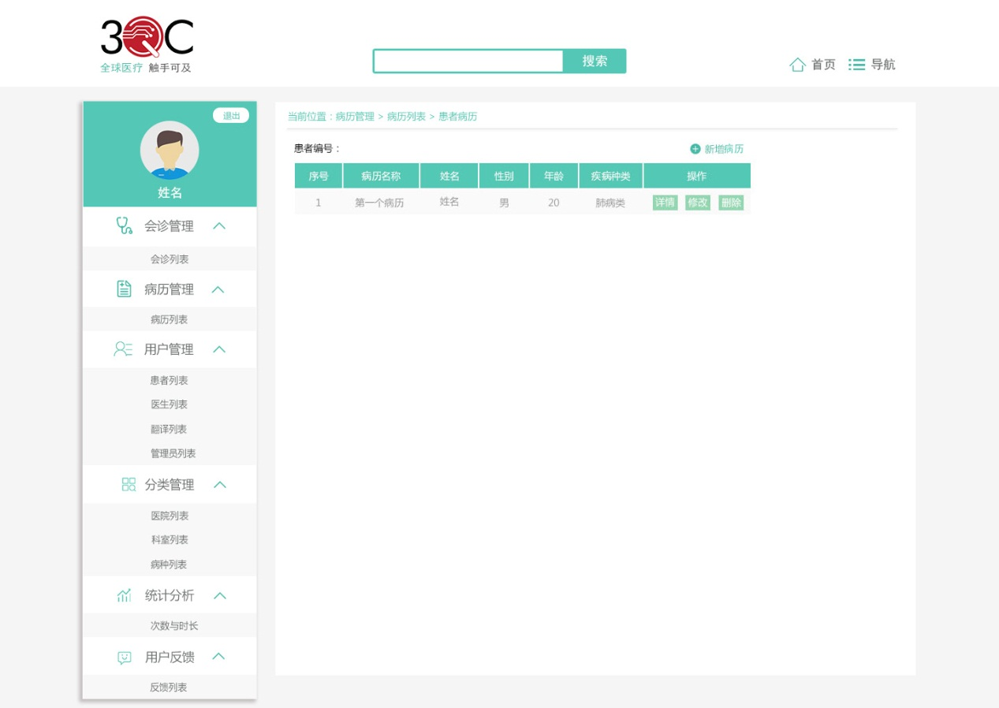 3QC
全球医疗 触手可及
搜索
首页 导航
退出
姓名
会诊管理
会诊列表
病历管理
病历列表
用户管理
患者列表
医生列表
翻译列表
管理员列表
分类管理
医院列表
科室列表
病种列表
统计分析
次数与时长
用户反馈
反馈列表
当前位置：病历管理 > 病历列表 > 患者病历
患者编号： 新增病历
序号 病历名称 姓名 性别 年龄 疾病种类 操作
1 第一个病历 姓名 男 20 肺病类 详情 修改 删除